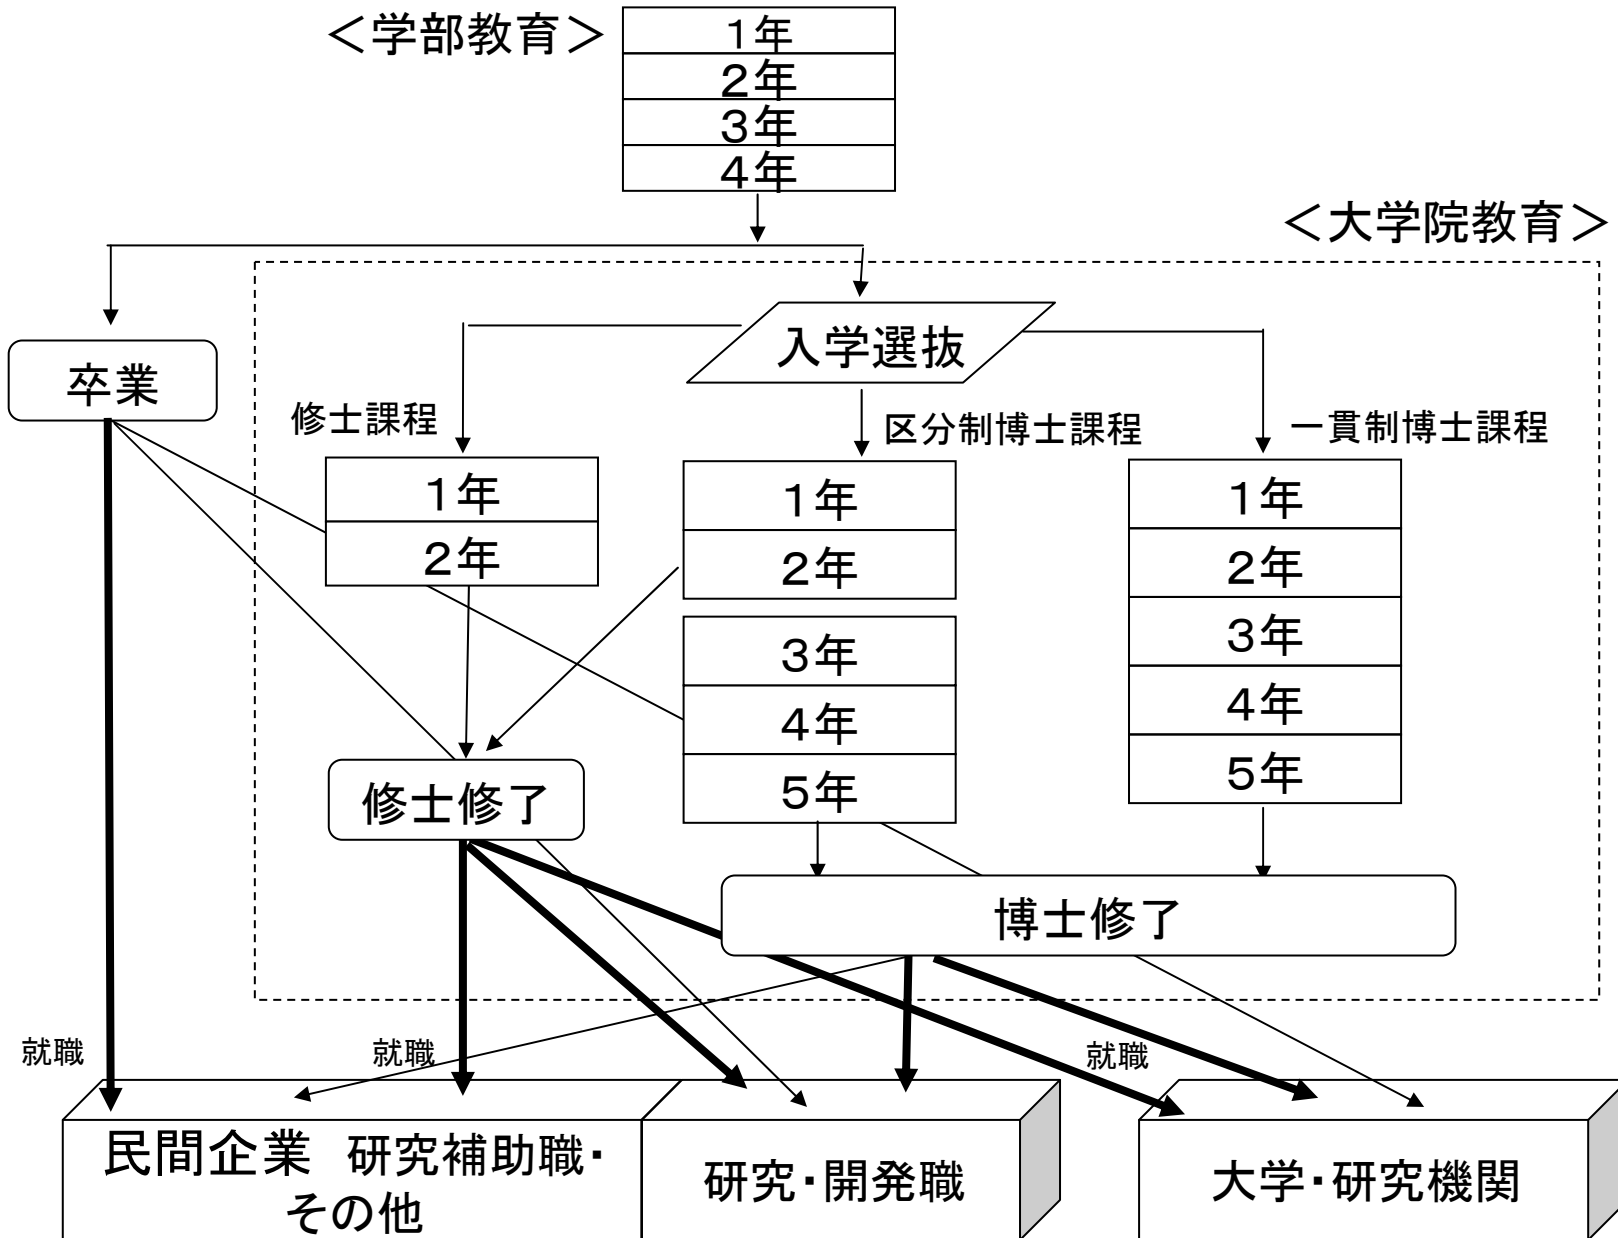 ＜学部教育＞
１年
２年
３年
４年
＜大学院教育＞
入学選抜
卒業
修士課程
区分制博士課程
一貫制博士課程
１年
２年
１年
２年
３年
４年
５年
１年
２年
３年
４年
５年
修士修了
博士修了
就職
就職
就職
民間企業　研究補助職・
その他
研究・開発職
大学・研究機関